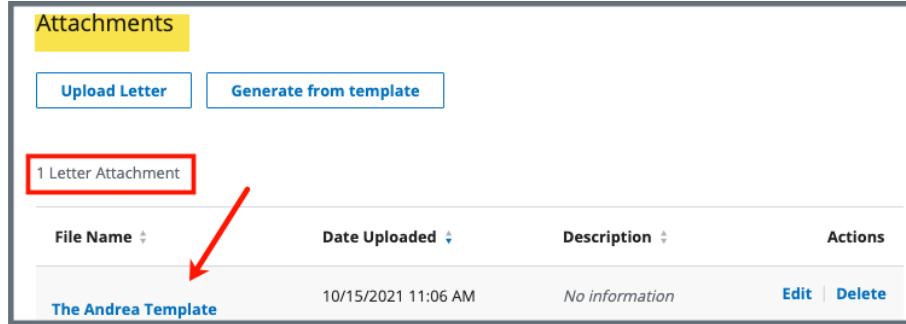 Attachments
Upload Letter Generate from template
1 Letter Attachment
File Name Date Uploaded Description Actions
The Andrea Template 10/15/2021 11:06 AM No information Edit Delete